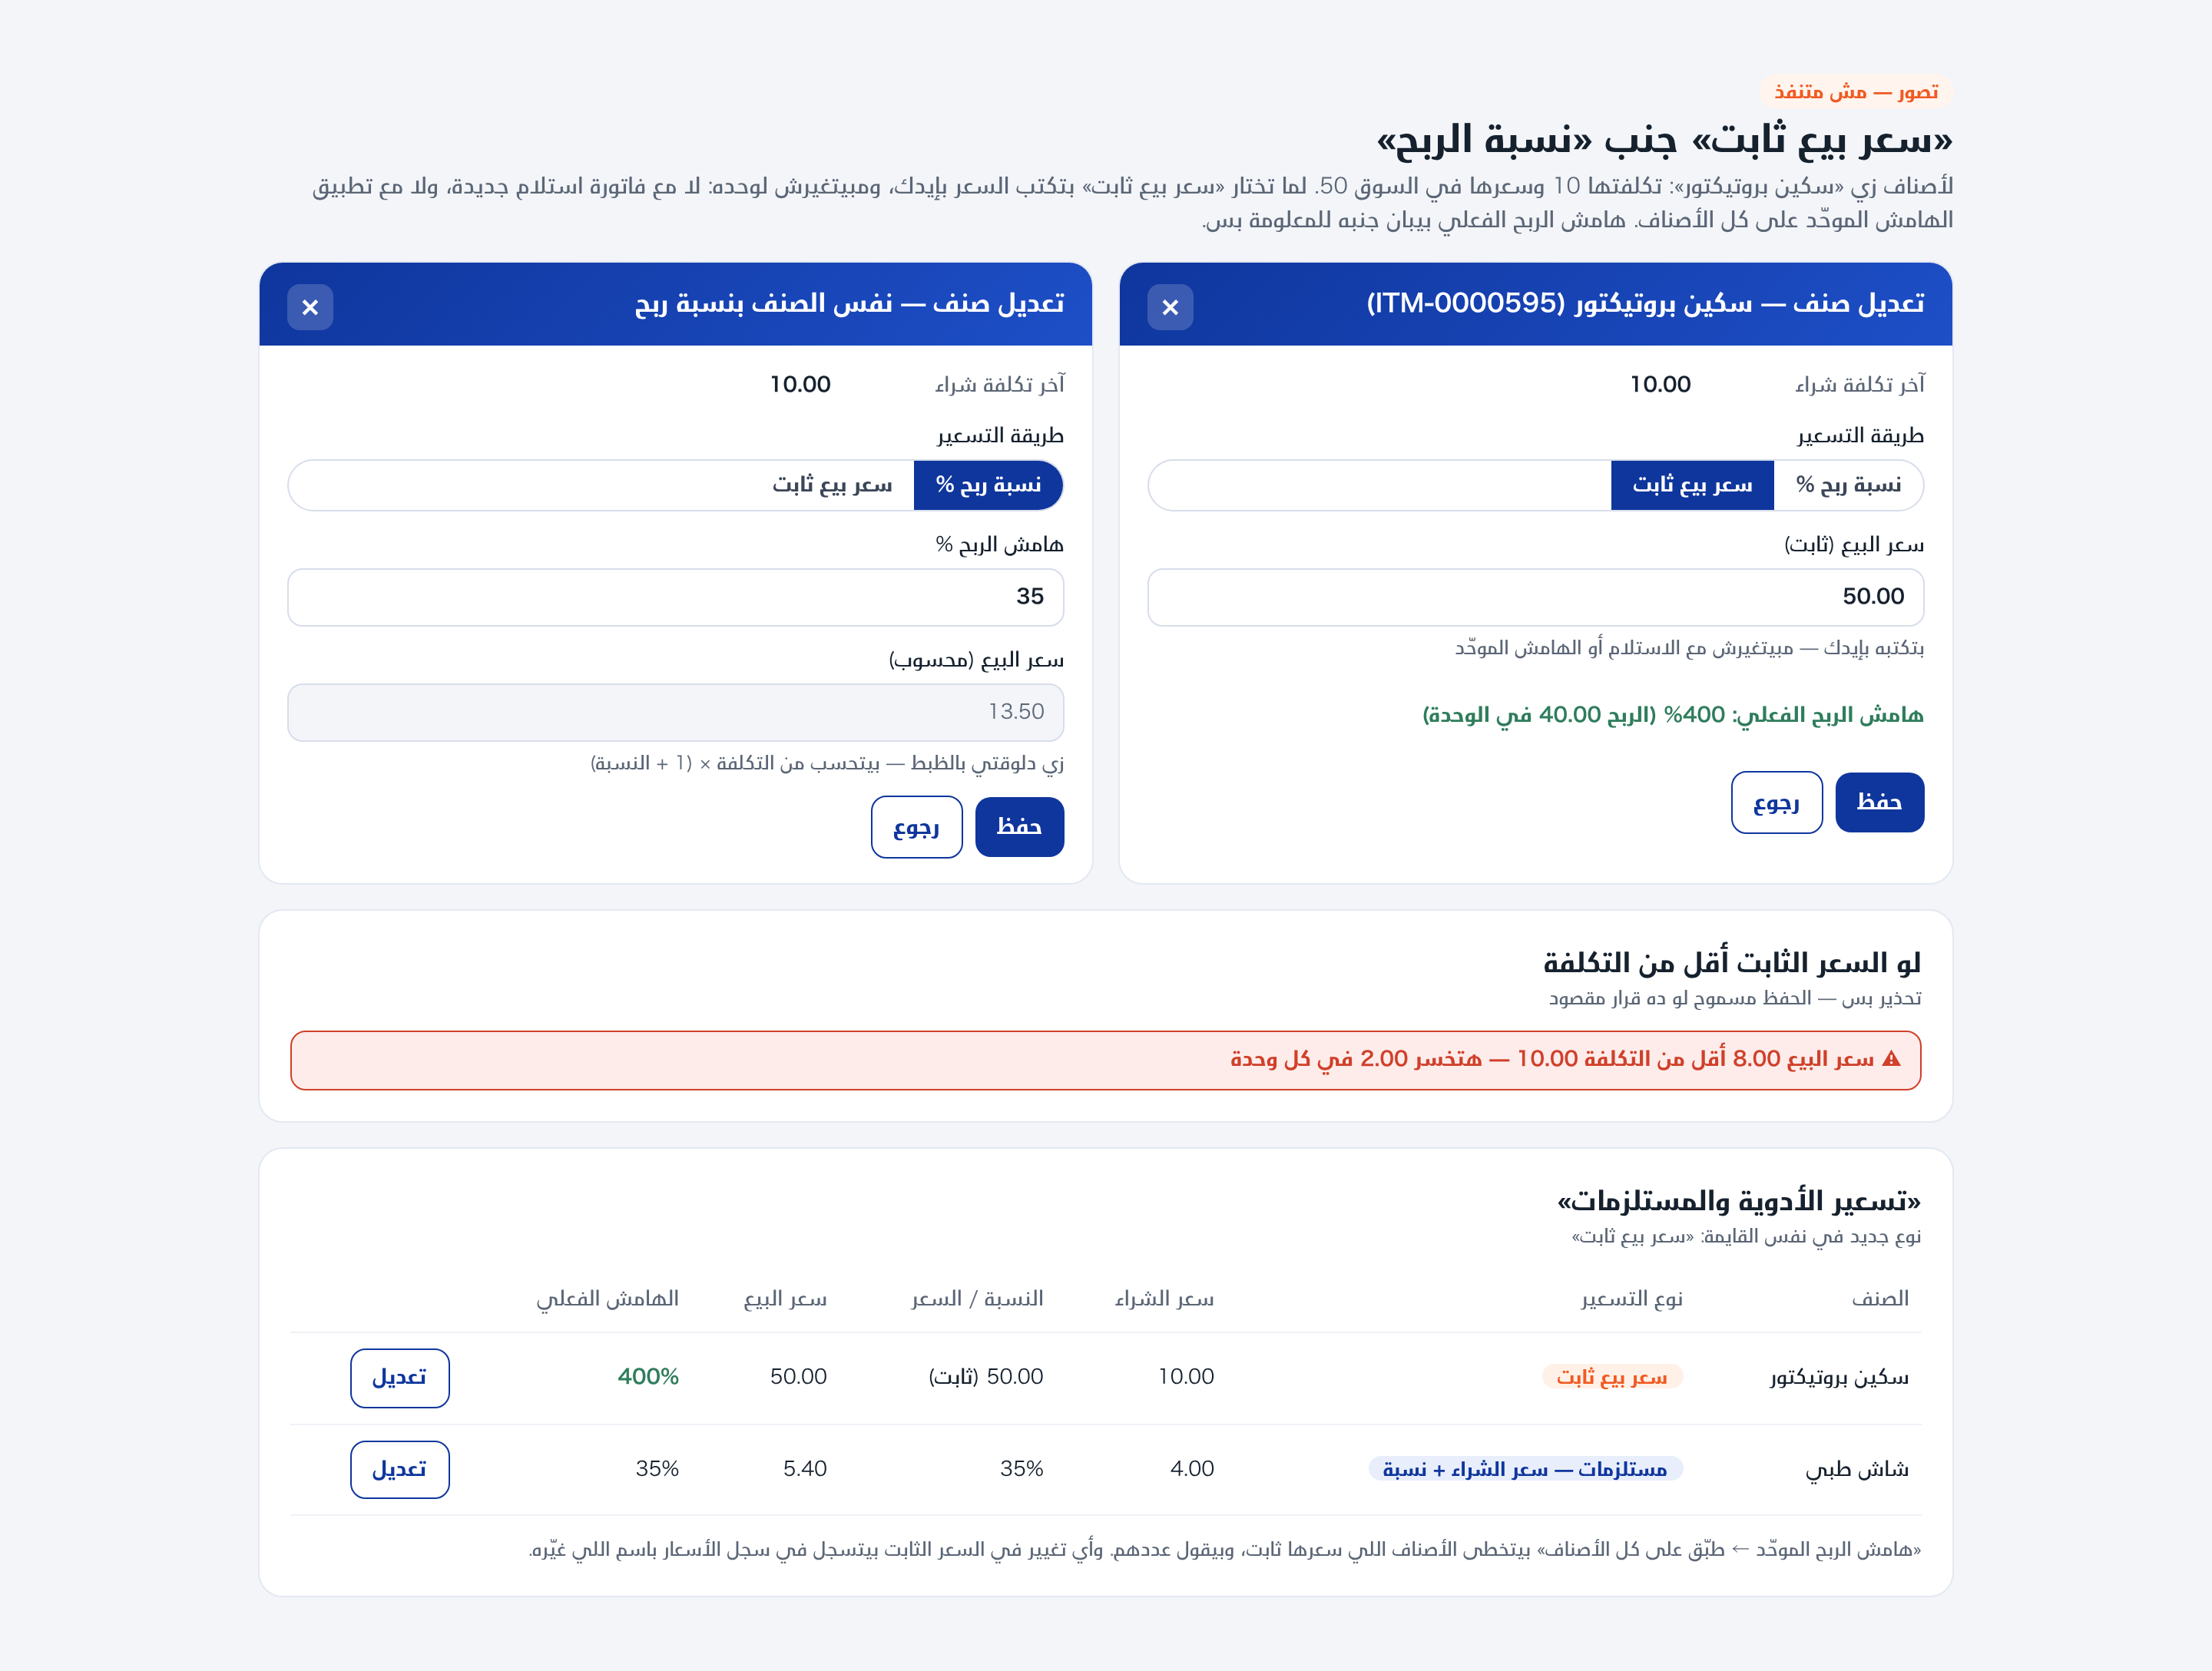 تصور — مش متنفذ
«سعر بيع ثابت» جنب «نسبة الربح»
لأصناف زي «سكين بروتيكتور»: تكلفتها 10 وسعرها في السوق 50. لما تختار «سعر بيع ثابت» بتكتب السعر بإيدك، ومبيتغيرش لوحده: لا مع فاتورة استلام جديدة، ولا مع تطبيق
الهامش الموحّد على كل الأصناف. هامش الربح الفعلي بيبان جنبه للمعلومة بس.
تعديل صنف — سكين بروتيكتور (ITM-0000595)
×
آخر تكلفة شراء 10.00
طريقة التسعير
نسبة ربح % سعر بيع ثابت
سعر البيع (ثابت)
50.00
بتكتبه بإيدك — مبيتغيرش مع الاستلام أو الهامش الموحّد
هامش الربح الفعلي: 400% (الربح 40.00 في الوحدة)
حفظ رجوع
تعديل صنف — نفس الصنف بنسبة ربح
×
آخر تكلفة شراء 10.00
طريقة التسعير
نسبة ربح % سعر بيع ثابت
هامش الربح %
35
سعر البيع (محسوب)
13.50
زي دلوقتي بالظبط — بيتحسب من التكلفة × (1 + النسبة)
حفظ رجوع
لو السعر الثابت أقل من التكلفة
تحذير بس — الحفظ مسموح لو ده قرار مقصود
⚠ سعر البيع 8.00 أقل من التكلفة 10.00 — هتخسر 2.00 في كل وحدة
«تسعير الأدوية والمستلزمات»
نوع جديد في نفس القايمة: «سعر بيع ثابت»
الصنف نوع التسعير سعر الشراء النسبة / السعر سعر البيع الهامش الفعلي
سكين بروتيكتور سعر بيع ثابت 10.00 50.00 (ثابت) 50.00 400% تعديل
شاش طبي مستلزمات — سعر الشراء + نسبة 4.00 35% 5.40 35% تعديل
«هامش الربح الموحّد ← طبّق على كل الأصناف» بيتخطى الأصناف اللي سعرها ثابت، وبيقول عددهم. وأي تغيير في السعر الثابت بيتسجل في سجل الأسعار باسم اللي غيّره.